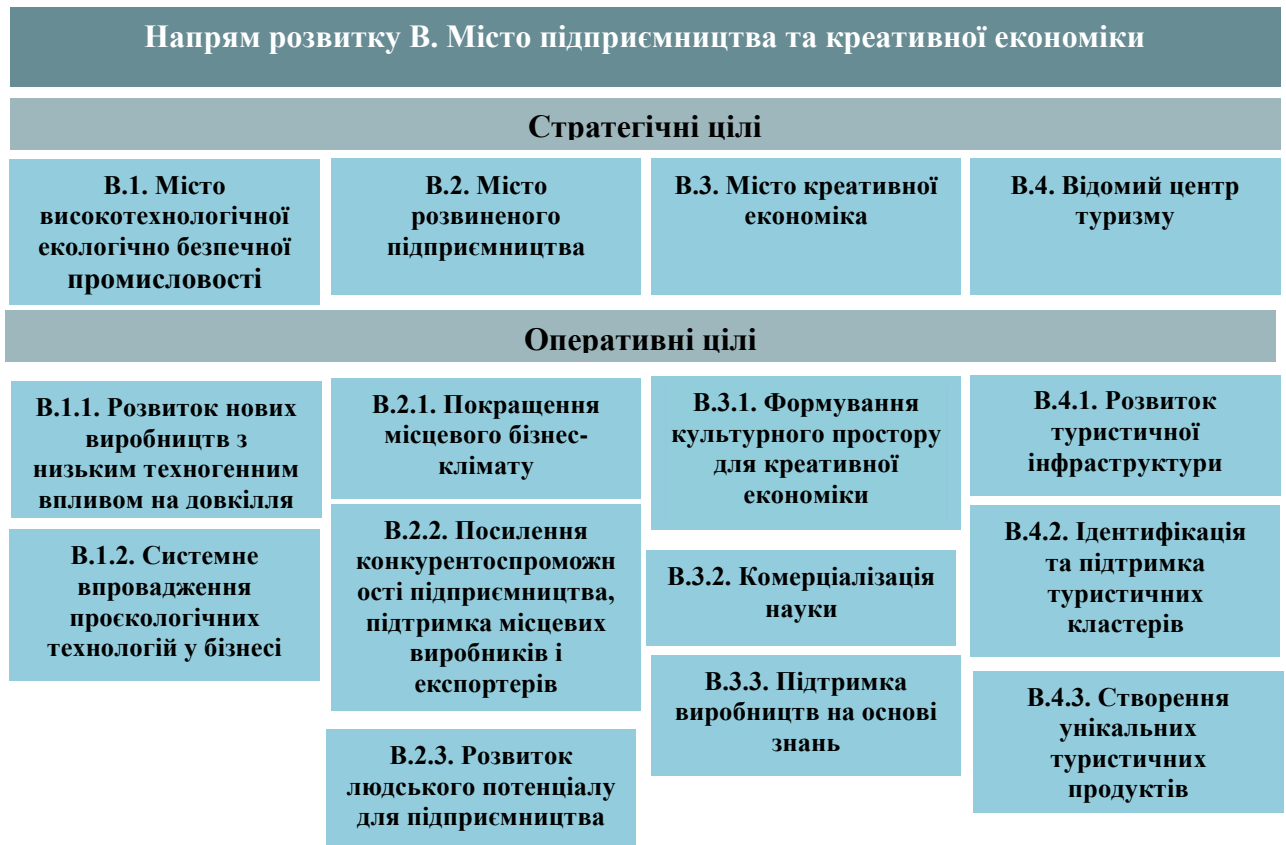 Напрям розвитку В. Місто підприємництва та креативної економіки
Стратегічні цілі
В.1. Місто
високотехнологічної
екологічно безпечної
промисловості
В.2. Місто
розвиненого
підприємництва
В.3. Місто креативної
економіка
В.4. Відомий центр
туризму
Оперативні цілі
В.1.1. Розвиток нових
виробництв з
низьким техногенним
впливом на довкілля
В.1.2. Системне
впровадження
проєкологічних
технологій у бізнесі
В.2.1. Покращення
місцевого бізнес-
клімату
В.2.2. Посилення
конкурентоспроможн
ості підприємництва,
підтримка місцевих
виробників і
експортерів
В.2.3. Розвиток
людського потенціалу
для підприємництва
В.3.1. Формування
культурного простору
для креативної
економіки
В.3.2. Комерціалізація
науки
В.3.3. Підтримка
виробництв на основі
знань
В.4.1. Розвиток
туристичної
інфраструктури
В.4.2. Ідентифікація
та підтримка
туристичних
кластерів
В.4.3. Створення
унікальних
туристичних
продуктів